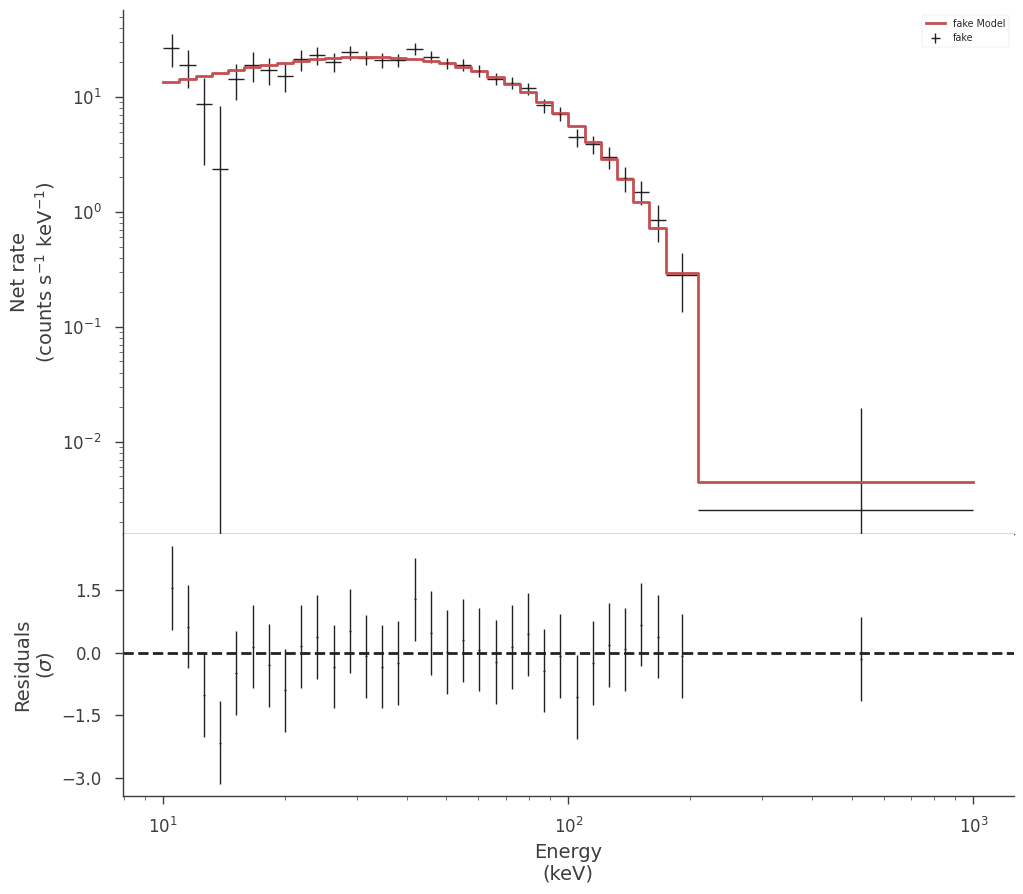 fake Model
fake
10¹
10⁰
10⁻¹
10⁻²
Net rate
(counts s⁻¹ keV⁻¹)
1.5
0.0
−1.5
−3.0
Residuals
(σ)
10¹
10²
10³
Energy
(keV)